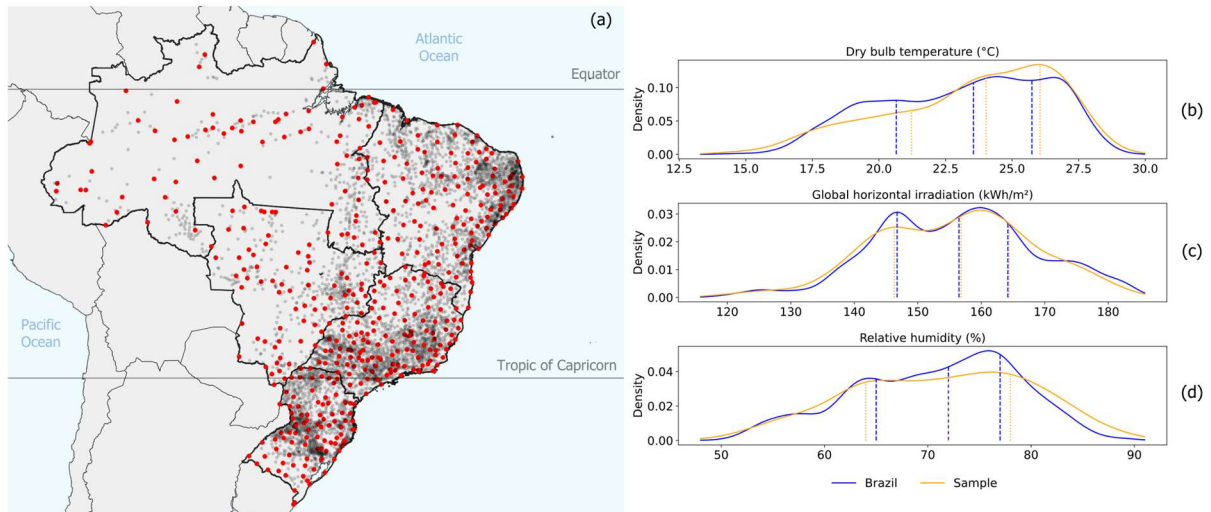 (a)
Atlantic
Ocean
Equator
Pacific
Ocean
Tropic of Capricorn
Dry bulb temperature (°C)
Density
0.10
0.05
0.00
12.5 15.0 17.5 20.0 22.5 25.0 27.5 30.0
(b)
Global horizontal irradiation (kWh/m²)
Density
0.03
0.02
0.01
0.00
120 130 140 150 160 170 180
(c)
Relative humidity (%)
Density
0.04
0.02
0.00
50 60 70 80 90
(d)
Brazil Sample